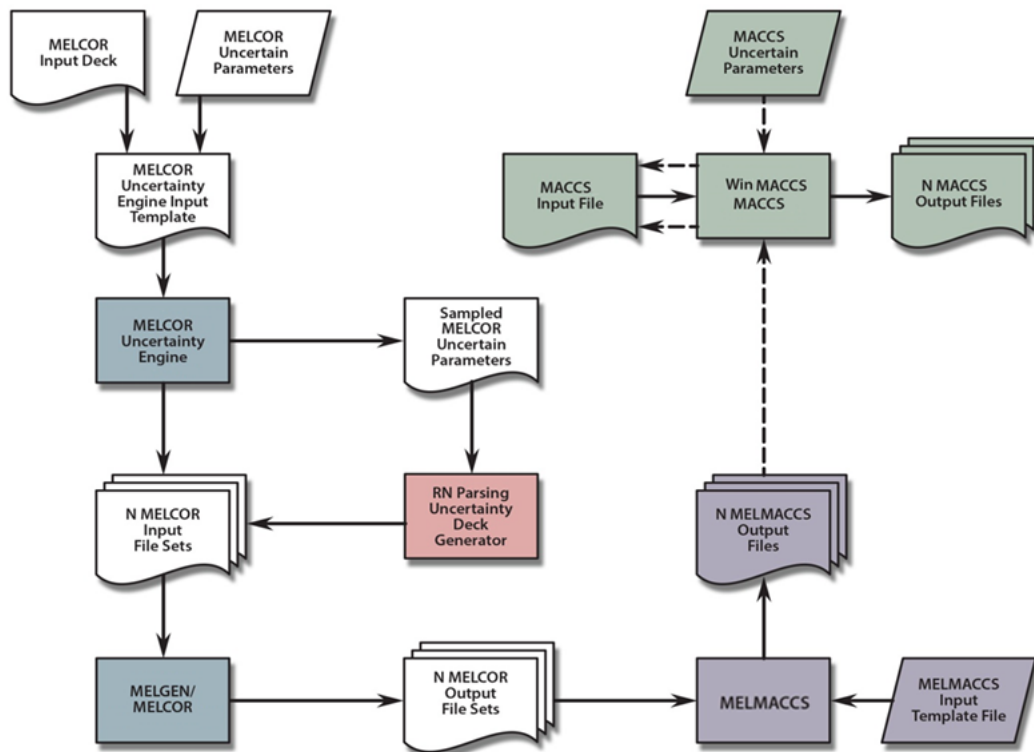 MELCOR
Input Deck
MELCOR
Uncertain
Parameters
MACCS
Uncertain
Parameters
MELCOR
Uncertainty
Engine Input
Template
MACCS
Input File
Win MACCS
MACCS
N MACCS
Output Files
MELCOR
Uncertainty
Engine
Sampled
MELCOR
Uncertain
Parameters
N MELCOR
Input
File Sets
RN Parsing
Uncertainty
Deck
Generator
N MELMACCS
Output
Files
MELGEN/
MELCOR
N MELCOR
Output
File Sets
MELMACCS
MELMACCS
Input
Template File